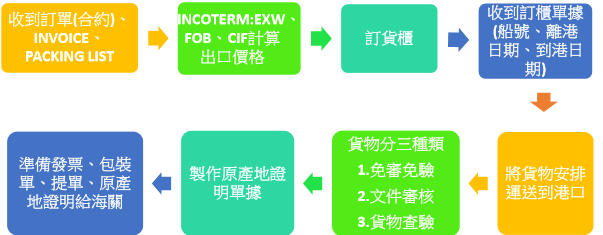 收到訂單(合約)、
INVOICE、
PACKING LIST
INCOTERM:EXW、
FOB、CIF計算
出口價格
訂貨櫃
收到訂櫃單據
(船號、離港
日期、到港日
期)
將貨物安排
運送到港口
貨物分三種類
1.免審免驗
2.文件審核
3.貨物查驗
製作原產地證
明單據
準備發票、包裝
單、提單、原產
地證明給海關